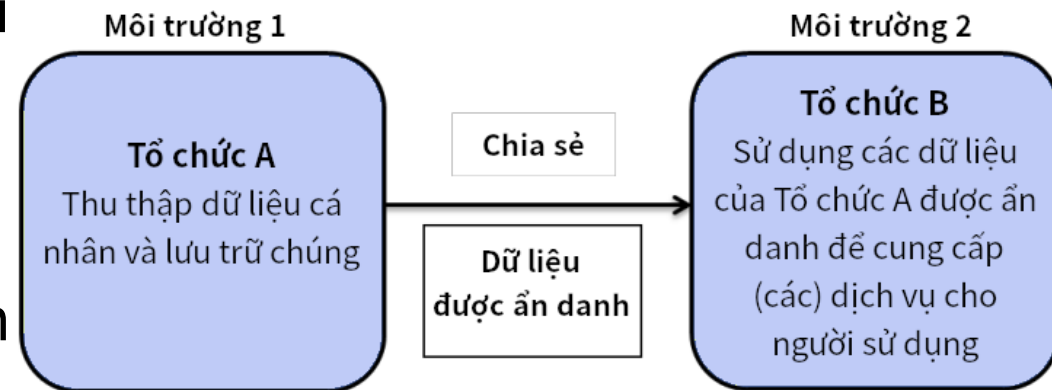 Môi trường 1
Môi trường 2
Tổ chức A
Thu thập dữ liệu cá
nhân và lưu trữ chúng
Chia sẻ
Dữ liệu
được ẩn danh
Tổ chức B
Sử dụng các dữ liệu
của Tổ chức A được ẩn
danh để cung cấp
(các) dịch vụ cho
người sử dụng